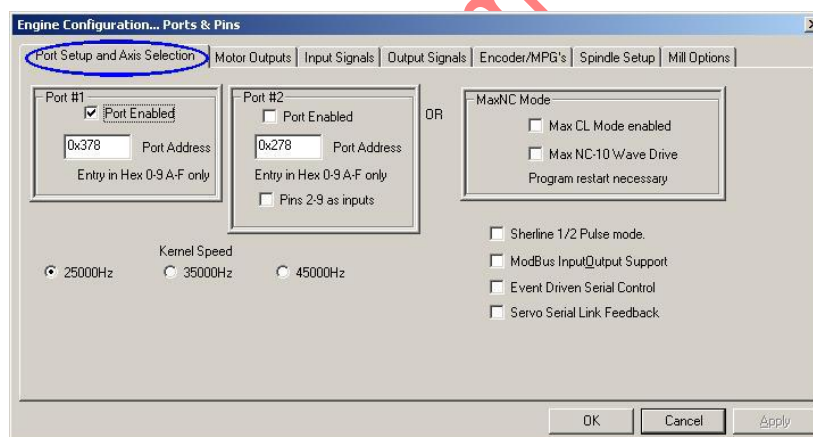 Engine Configuration... Ports & Pins
Port Setup and Axis Selection
Motor Outputs
Input Signals
Output Signals
Encoder/MPG's
Spindle Setup
Mill Options
Port #1
Port Enabled
0x378
Port Address
Entry in Hex 0-9 A-F only
Port #2
Port Enabled
0x278
Port Address
Entry in Hex 0-9 A-F only
Pins 2-9 as inputs
OR
MaxNC Mode
Max CL Mode enabled
Max NC-10 Wave Drive
Program restart necessary
Kernel Speed
25000Hz
35000Hz
45000Hz
Sherline 1/2 Pulse mode.
ModBus InputOutput Support
Event Driven Serial Control
Servo Serial Link Feedback
OK
Cancel
Apply